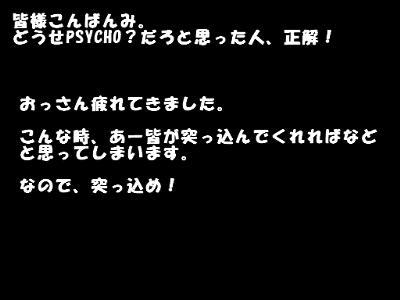 皆様こんばんみ。
どうせPSYCHO？だろと思った人、正解！
おっさん疲れてきました。
こんな時、あー皆が突っ込んでくれればなど
と思ってしまいます。
なので、突っ込め！